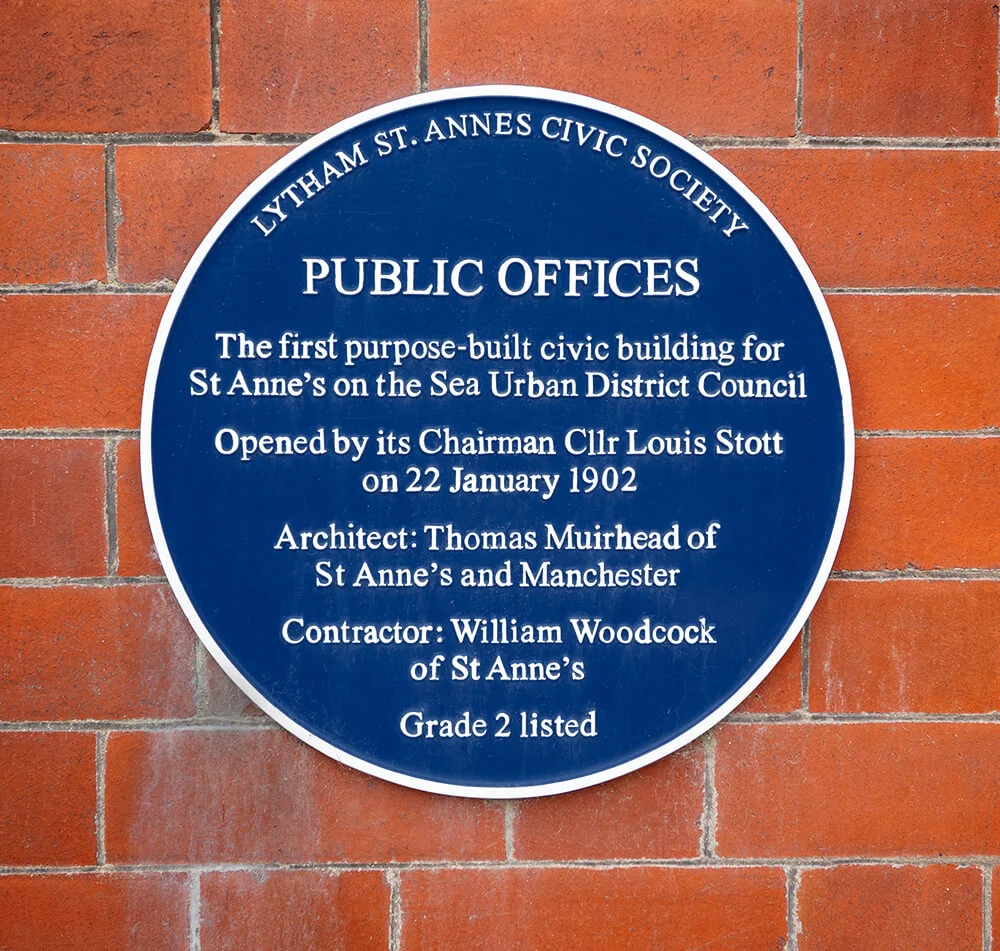 LYTHAM ST. ANNES CIVIC SOCIETY
PUBLIC OFFICES
The first purpose-built civic building for
St Anne's on the Sea Urban District Council
Opened by its Chairman Cllr Louis Stott
on 22 January 1902
Architect: Thomas Muirhead of
St Anne's and Manchester
Contractor: William Woodcock
of St Anne's
Grade 2 listed